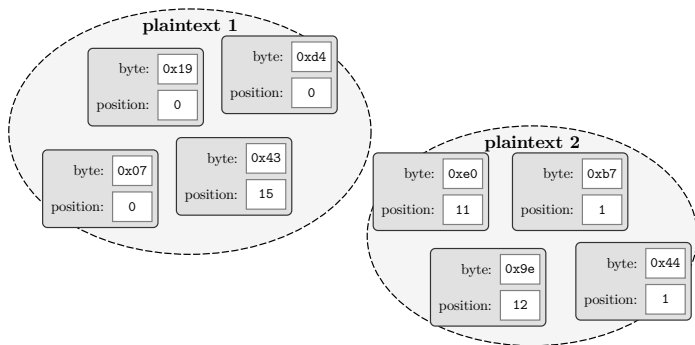 plaintext 1
byte: 0x19
position: 0
byte: 0xd4
position: 0
byte: 0x07
position: 0
byte: 0x43
position: 15
plaintext 2
byte: 0xe0
position: 11
byte: 0xb7
position: 1
byte: 0x9e
position: 12
byte: 0x44
position: 1